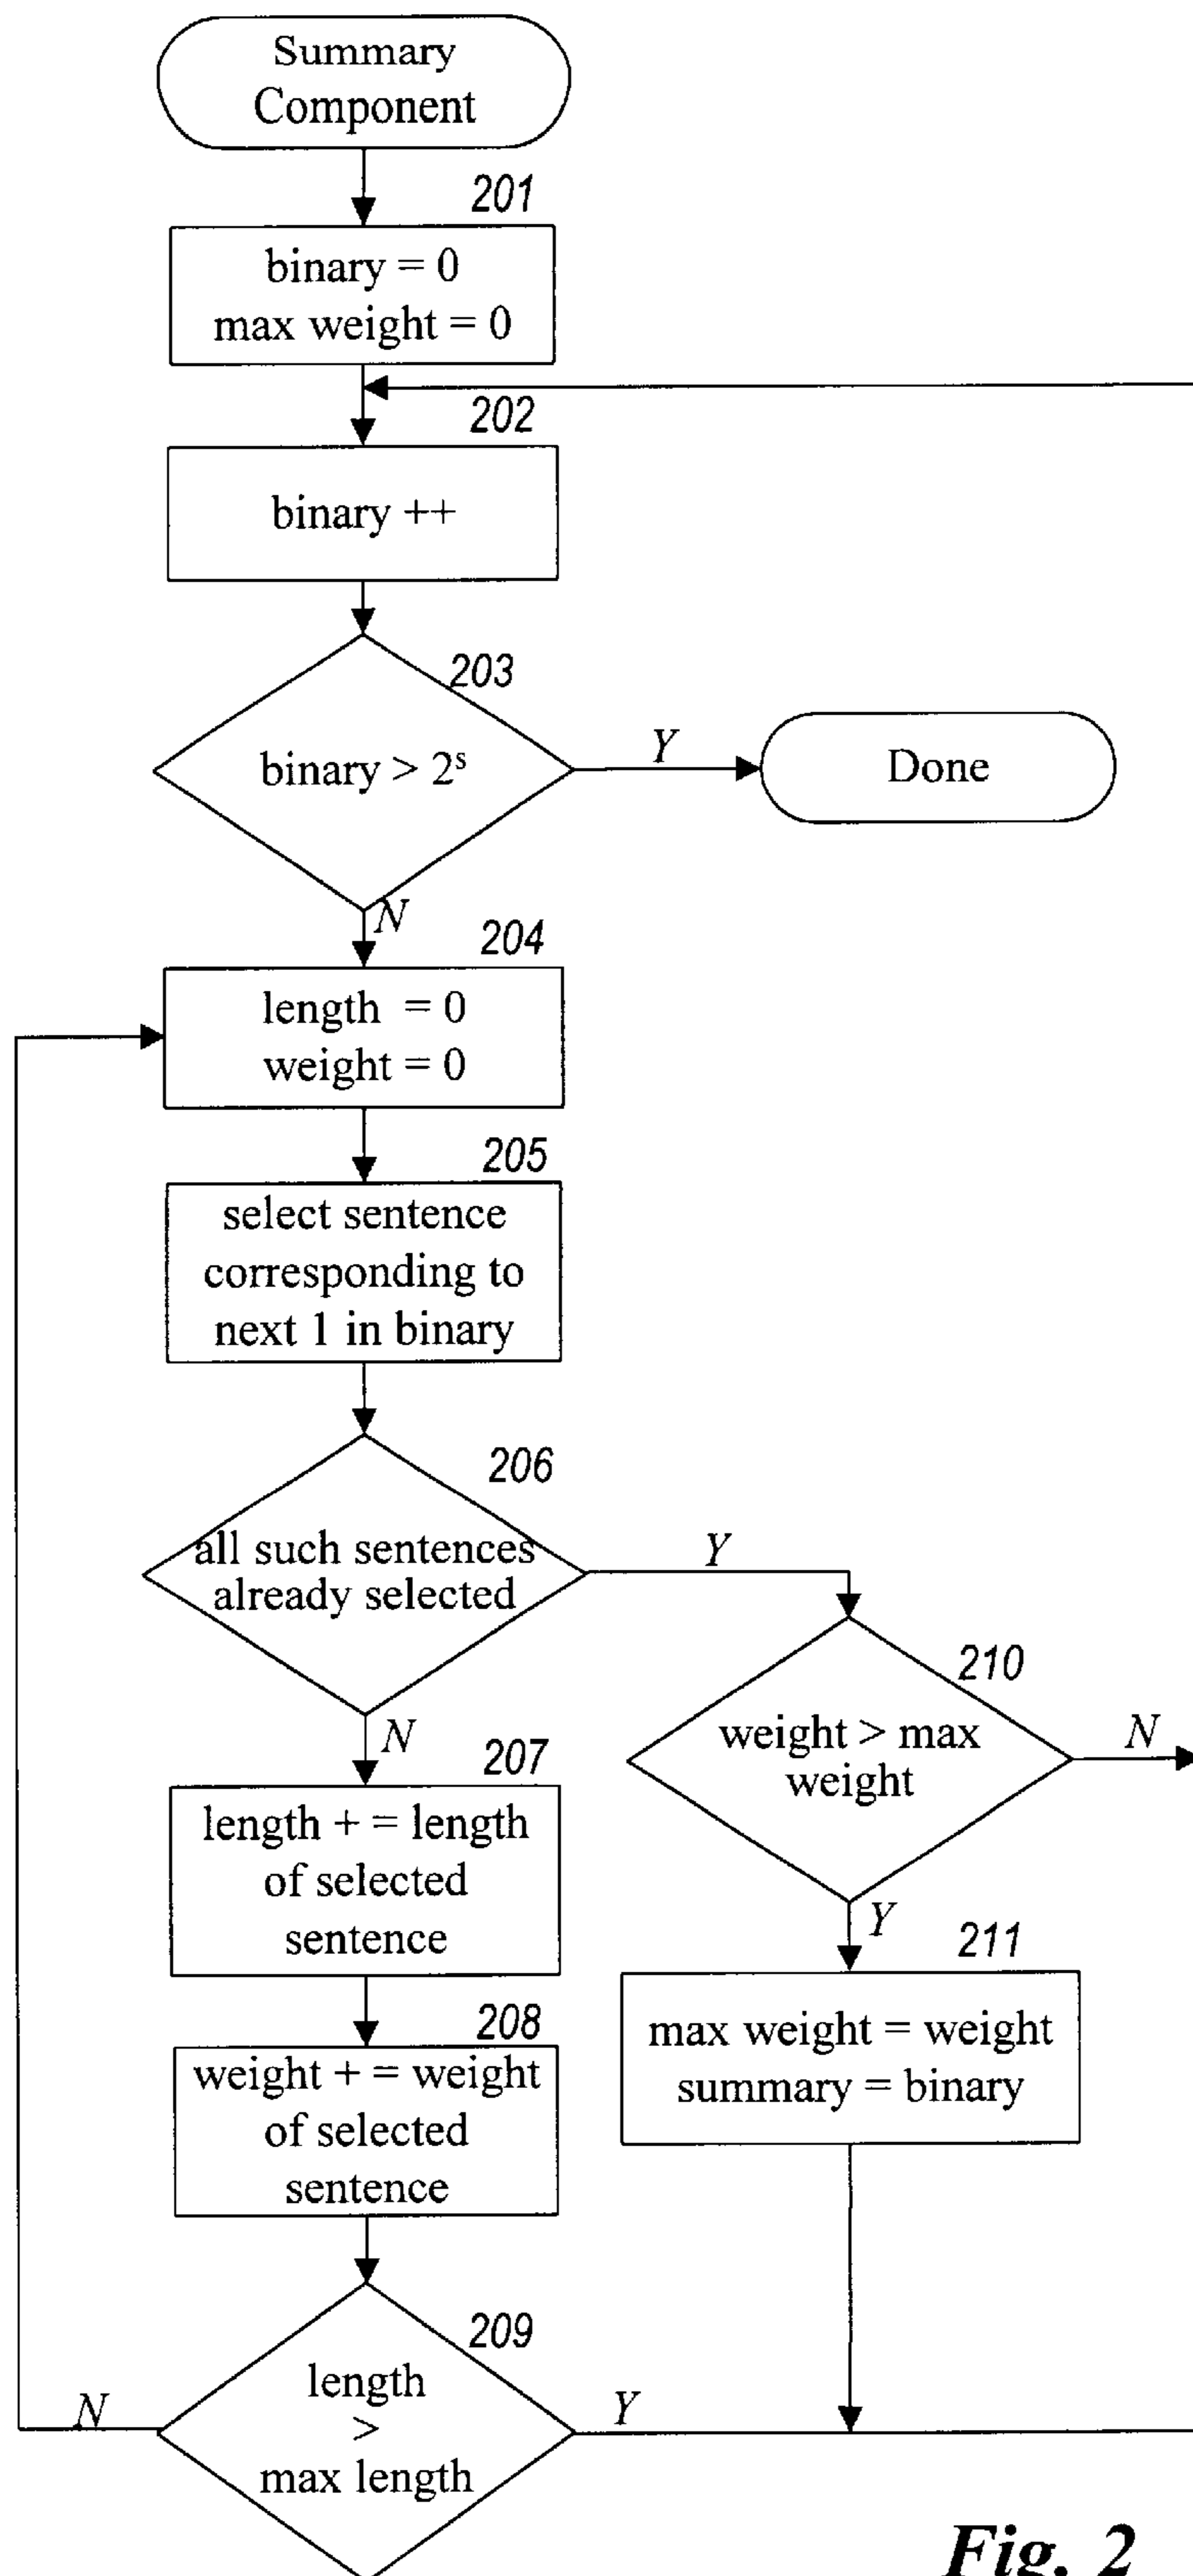 Summary
Component
201
binary = 0
max weight = 0
202
binary ++
203
binary > 2ˢ
Y
Done
N
204
length = 0
weight = 0
205
select sentence
corresponding to
next 1 in binary
206
all such sentences
already selected
Y
210
weight > max
weight
N
N
207
length + = length
of selected
sentence
Y
211
max weight = weight
summary = binary
208
weight + = weight
of selected
sentence
209
length
>
max length
N
Y
Fig. 2